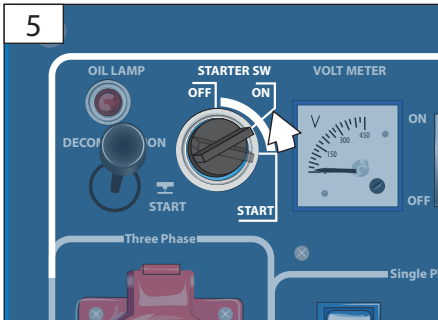 5
OIL LAMP
STARTER SW
VOLT METER
OFF
ON
V
150
300
450
ON
DECOM
ON
START
START
OFF
Three Phase
Single P